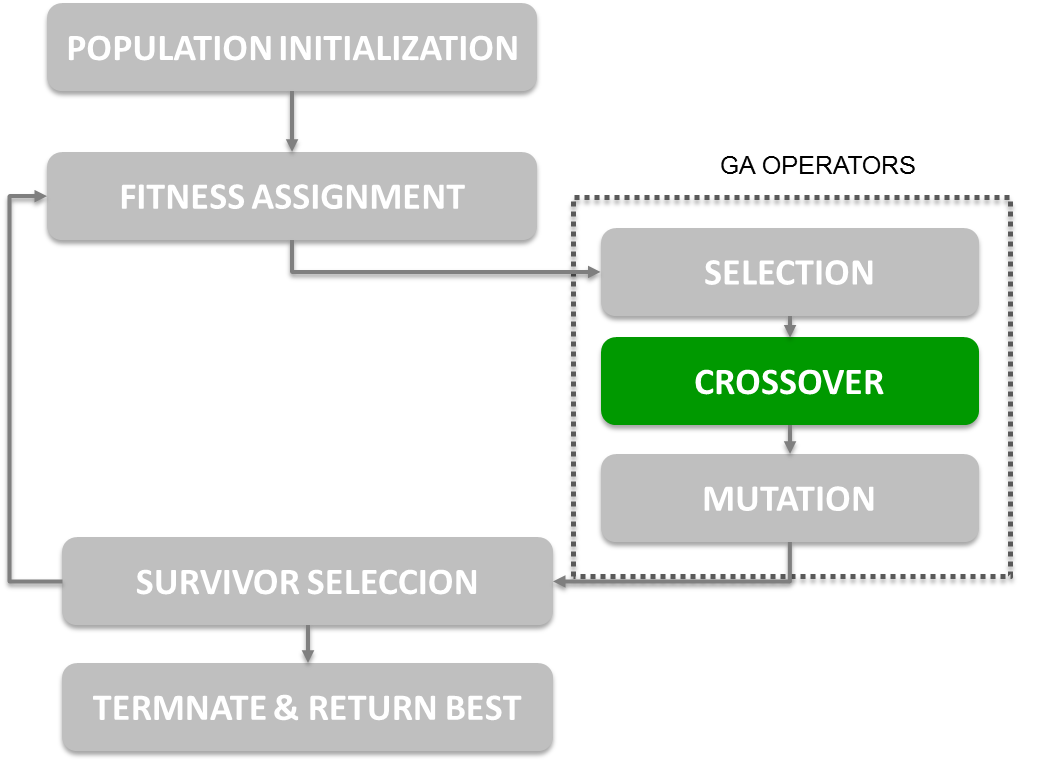 POPULATION INITIALIZATION
FITNESS ASSIGNMENT
GA OPERATORS
SELECTION
CROSSOVER
MUTATION
SURVIVOR SELECCION
TERMNATE & RETURN BEST